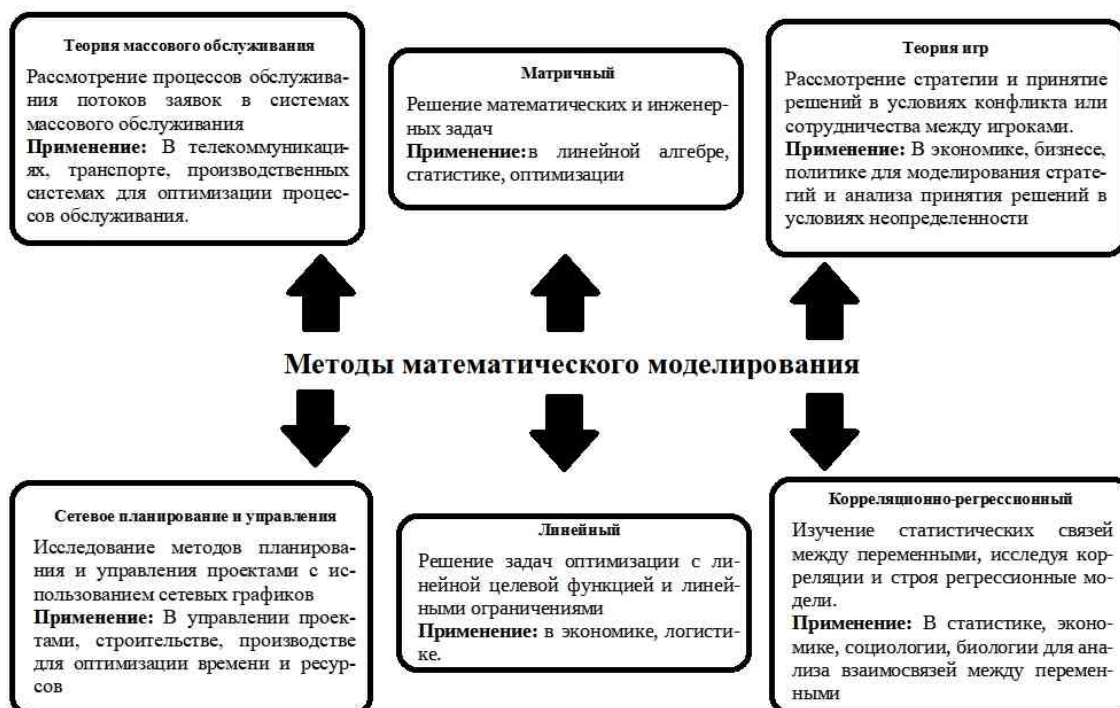 Теория массового обслуживания
Рассмотрение процессов обслужива-
ния потоков заявок в системах
массового обслуживания
Применение: В телекоммуникаци-
ях, транспорте, производственных
системах для оптимизации процес-
сов обслуживания.
Матричный
Решение математических и инженер-
ных задач
Применение:в линейной алгебре,
статистике, оптимизации
Теория игр
Рассмотрение стратегии и принятие
решений в условиях конфликта или
сотрудничества между игроками.
Применение: В экономике, бизнесе,
политике для моделирования страте-
гий и анализа принятия решений в
условиях неопределенности
Методы математического моделирования
Сетевое планирование и управления
Исследование методов планирова-
ния и управления проектами с ис-
пользованием сетевых графиков
Применение: В управлении проек-
тами, строительстве, производстве
для оптимизации времени и ресур-
сов
Линейный
Решение задач оптимизации с ли-
нейной целевой функцией и линей-
ными ограничениями
Применение: в экономике, логисти-
ке.
Корреляционно-регрессионный
Изучение статистических связей
между переменными, исследуя кор-
реляции и строя регрессионные мо-
дели.
Применение: В статистике, эконо-
мике, социологии, биологии для ана-
лиза взаимосвязей между перемен-
ными